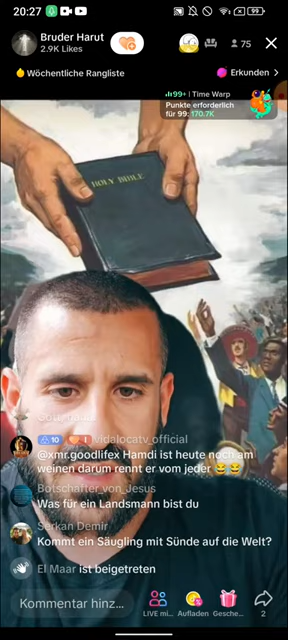 20:27
99
Bruder Harut
2.9K Likes
75
Wöchentliche Rangliste
Erkunden >
99+ | Time Warp
Punkte erforderlich
für 99: 170.7K
HOLY BIBLE
10
vidalocatv_official
@xmr.goodlifex Hamdi ist heute noch am
weinen darum rennt er vom jeder 😂😂
Botschafter_von_Jesus
Was für ein Landsmann bist du
Serkan Demir
Kommt ein Säugling mit Sünde auf die Welt?
El Maar ist beigetreten
Kommentar hinz...
LIVE mi...
Aufladen
Gesche...
2